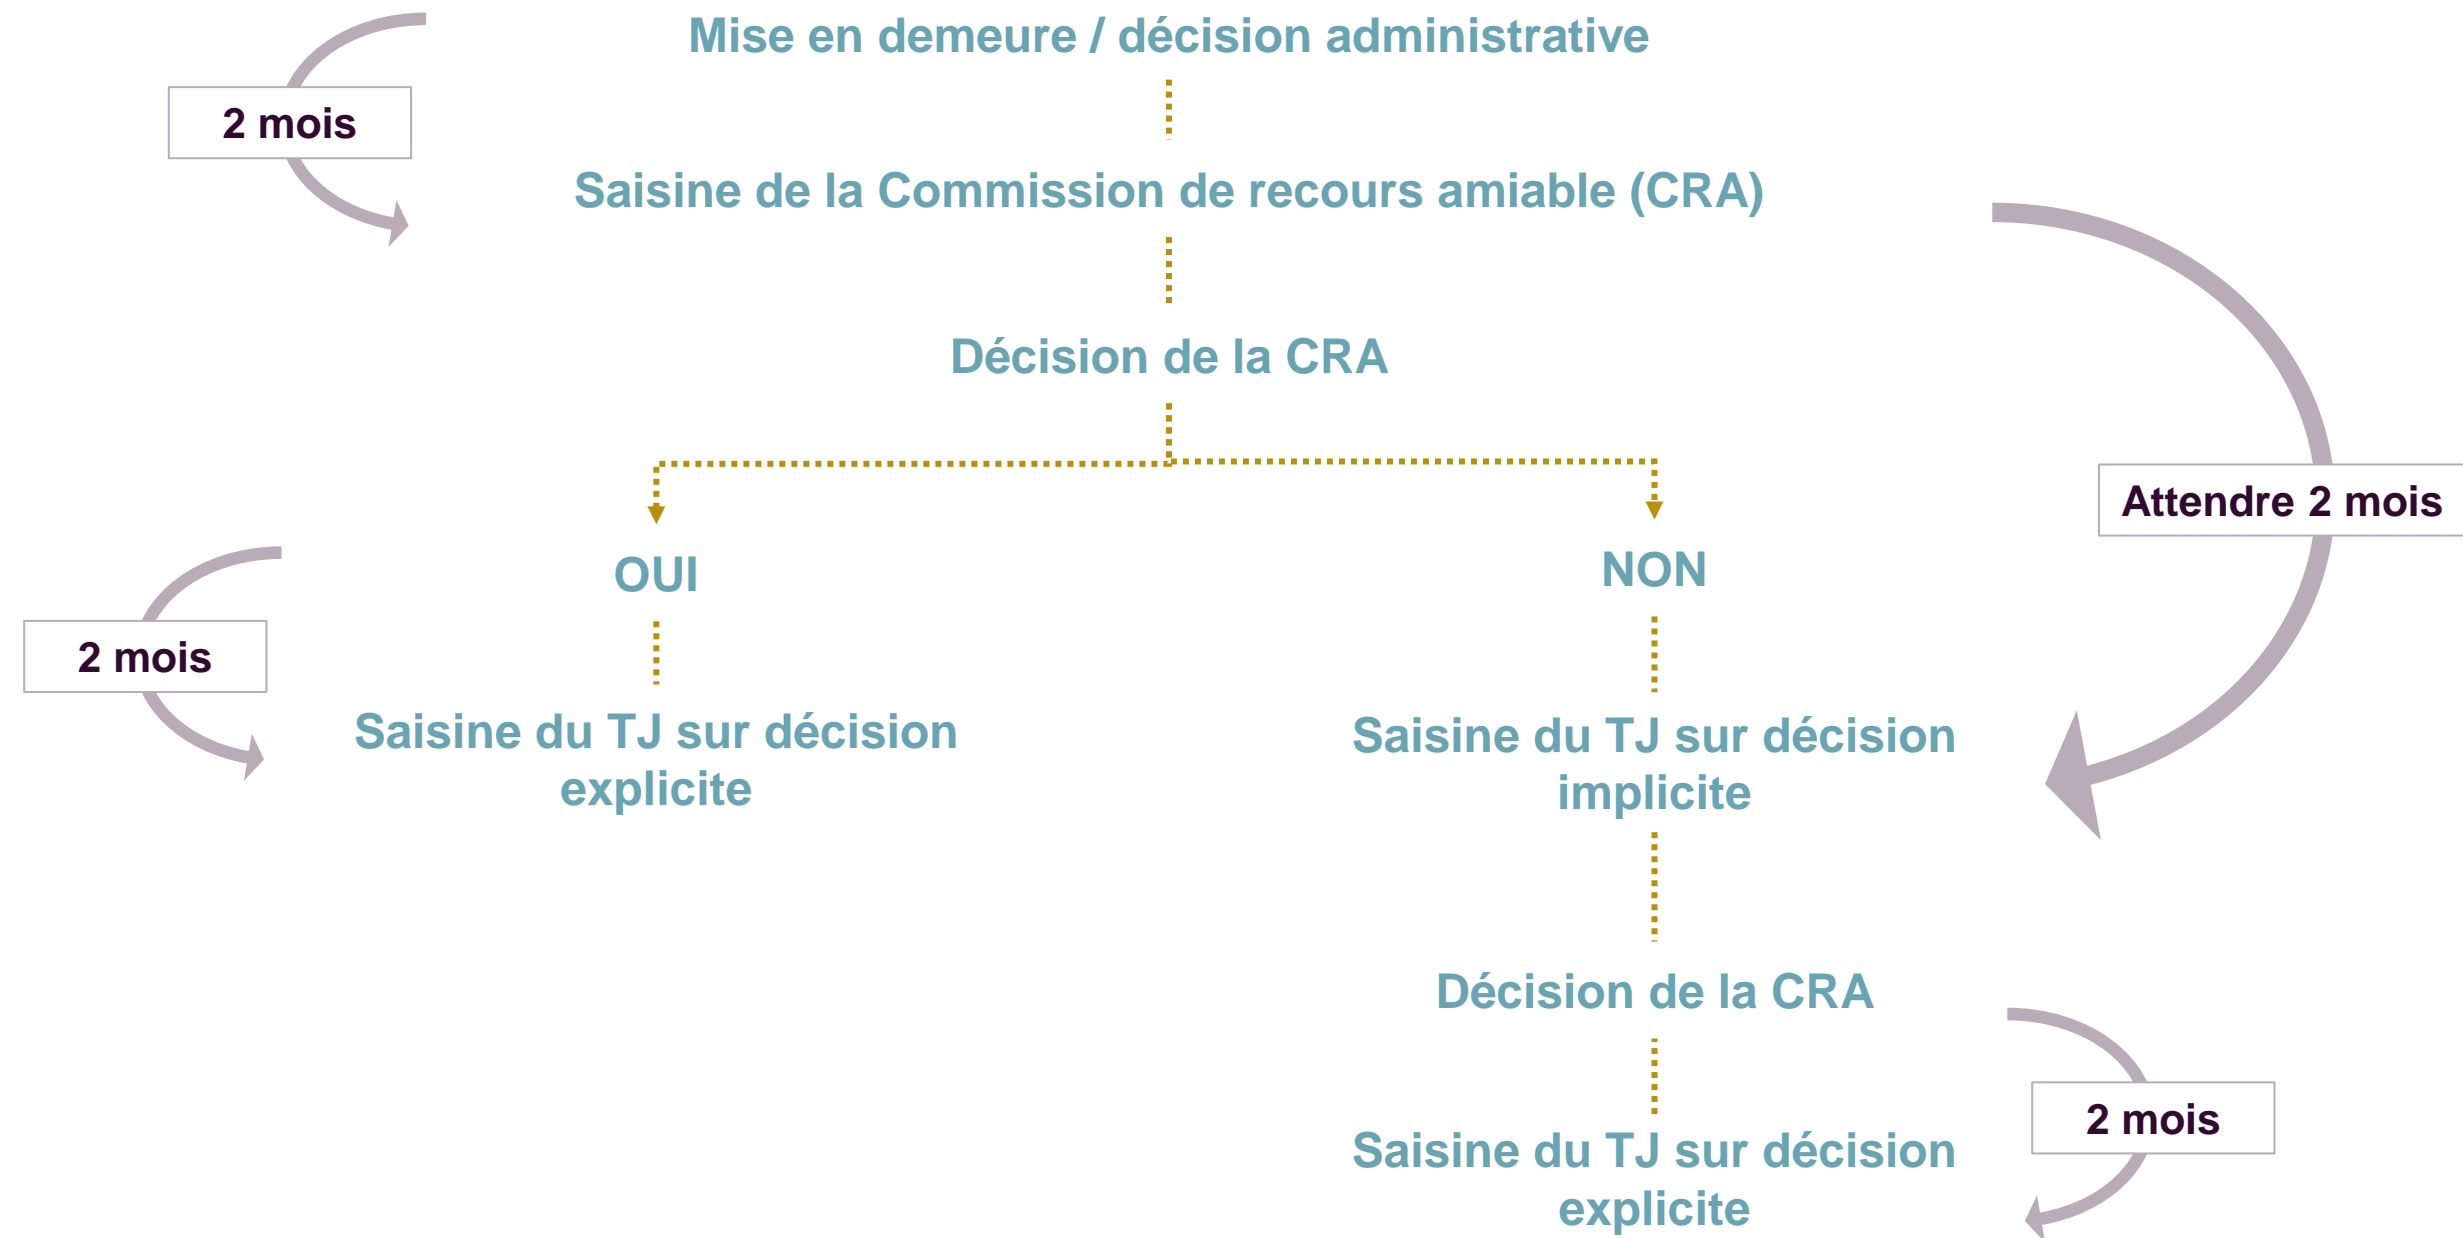 Mise en demeure / décision administrative
2 mois
Saisine de la Commission de recours amiable (CRA)
Décision de la CRA
Attendre 2 mois
OUI
NON
2 mois
Saisine du TJ sur décision
explicite
Saisine du TJ sur décision
implicite
Décision de la CRA
2 mois
Saisine du TJ sur décision
explicite